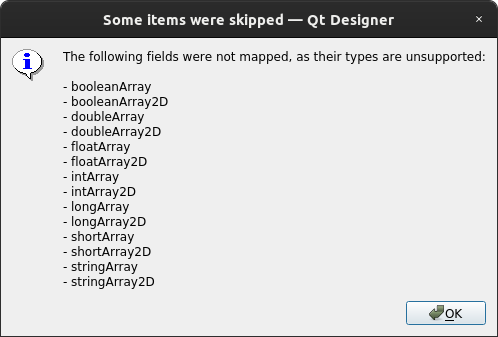 Some items were skipped — Qt Designer
×
The following fields were not mapped, as their types are unsupported:
- booleanArray
- booleanArray2D
- doubleArray
- doubleArray2D
- floatArray
- floatArray2D
- intArray
- intArray2D
- longArray
- longArray2D
- shortArray
- shortArray2D
- stringArray
- stringArray2D
OK